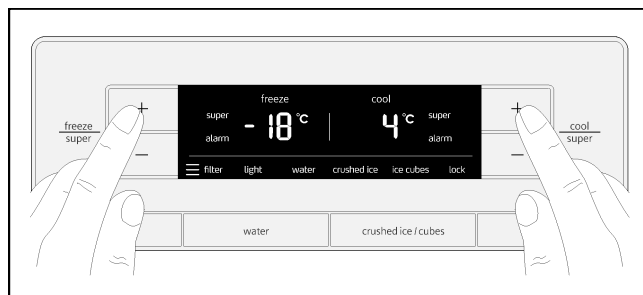 freeze cool
super super
- 18 °C 4 °C
alarm alarm
+ +
freeze
super
cool
super
− −
filter light water crushed ice ice cubes lock
water crushed ice / cubes